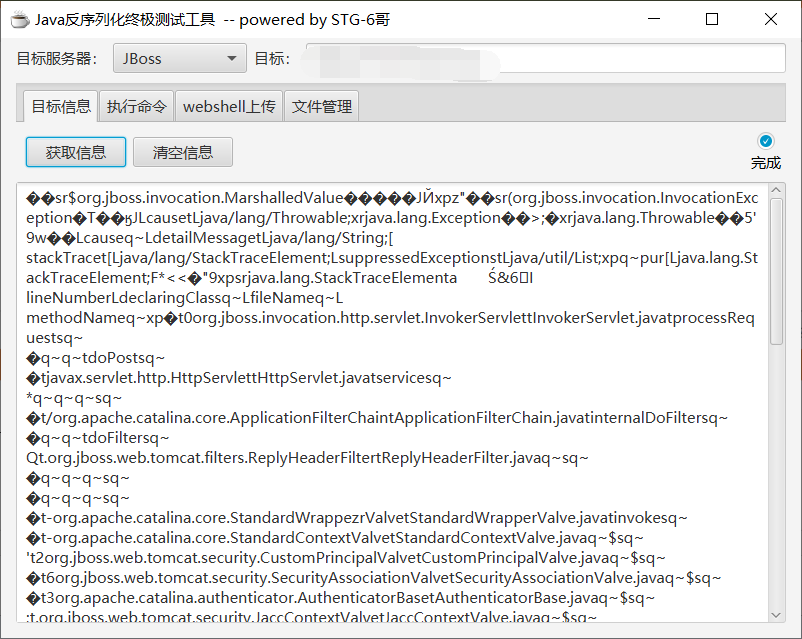 Java反序列化终极测试工具 -- powered by STG-6哥
目标服务器: JBoss 目标:
目标信息 执行命令 webshell上传 文件管理
获取信息 清空信息
完成
��sr$org.jboss.invocation.MarshalledValue�����JЙxpz"��sr(org.jboss.invocation.InvocationExc
eption�T��ӄJLcausetLjava/lang/Throwable;xrjava.lang.Exception��>;�xrjava.lang.Throwable��5'
9w��Lcauseq~LdetailMessagetLjava/lang/String;[
stackTracet[Ljava/lang/StackTraceElement;LsuppressedExceptionstLjava/util/List;xpq~pur[Ljava.lang.St
ackTraceElement;F*<<�"9xpsrjava.lang.StackTraceElementa Ś&6I
lineNumberLdeclaringClassq~LfileNameq~L
methodNameq~xp�t0org.jboss.invocation.http.servlet.InvokerServlettInvokerServlet.javatprocessReq
uestsq~
�q~q~tdoPostsq~
�tjavax.servlet.http.HttpServlettHttpServlet.javatservicesq~
*q~q~q~sq~
�t/org.apache.catalina.core.ApplicationFilterChaintApplicationFilterChain.javatinternalDoFiltersq~
�q~q~tdoFiltersq~
Qt.org.jboss.web.tomcat.filters.ReplyHeaderFiltertReplyHeaderFilter.javaq~sq~
�q~q~q~sq~
�q~q~q~sq~
�t-org.apache.catalina.core.StandardWrappezrValvetStandardWrapperValve.javatinvokesq~
�t-org.apache.catalina.core.StandardContextValvetStandardContextValve.javaq~$sq~
't2org.jboss.web.tomcat.security.CustomPrincipalValvetCustomPrincipalValve.javaq~$sq~
�t6org.jboss.web.tomcat.security.SecurityAssociationValvetSecurityAssociationValve.javaq~$sq~
�t3org.apache.catalina.authenticator.AuthenticatorBasetAuthenticatorBase.javaq~$sq~
;t.org.jboss.web.tomcat.security.JaccContextValvetJaccContextValve.javaq~$sq~